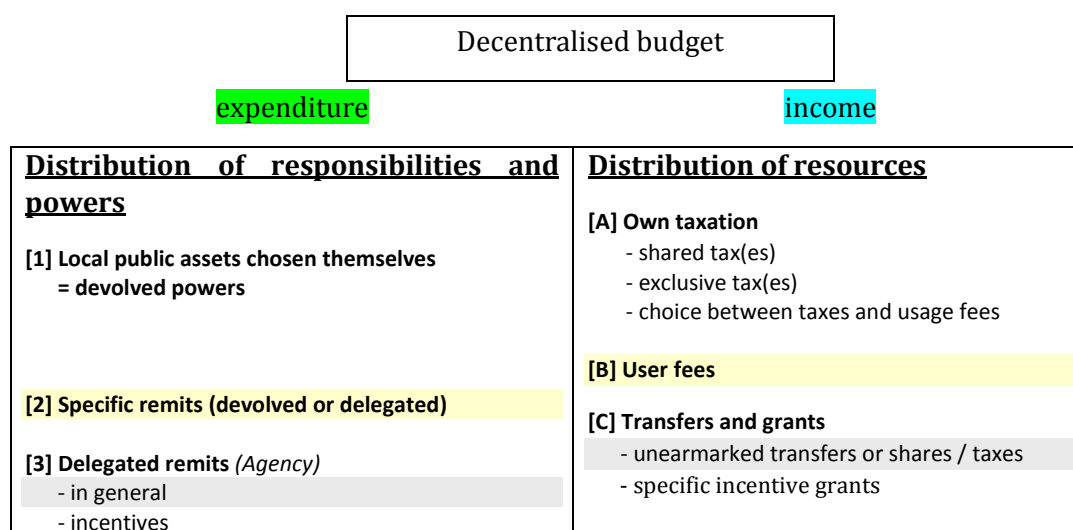 Decentralised budget
expenditure
income
Distribution of responsibilities and
powers
[1] Local public assets chosen themselves
= devolved powers
[2] Specific remits (devolved or delegated)
[3] Delegated remits (Agency)
- in general
- incentives
Distribution of resources
[A] Own taxation
- shared tax(es)
- exclusive tax(es)
- choice between taxes and usage fees
[B] User fees
[C] Transfers and grants
- unearmarked transfers or shares / taxes
- specific incentive grants